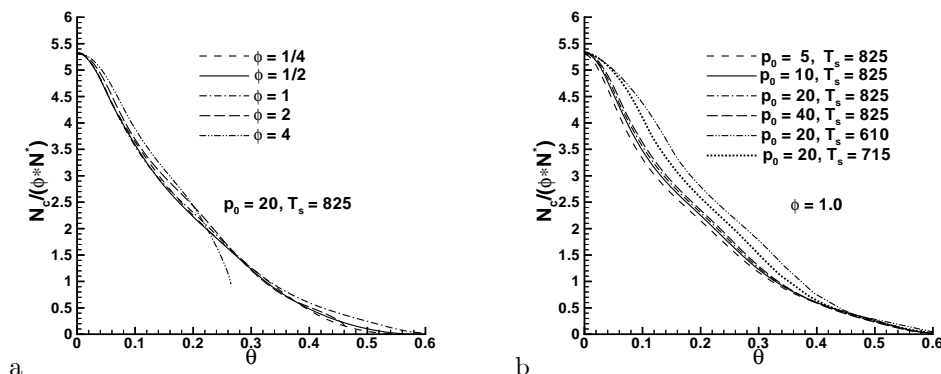 6
5.5
5
4.5
4
3.5
3
2.5
2
1.5
1
0.5
0
N_c/(ϕ*N*)
ϕ = 1/4
ϕ = 1/2
ϕ = 1
ϕ = 2
ϕ = 4
p_0 = 20, T_s = 825
0 0.1 0.2 0.3 0.4 0.5 0.6
θ
a
6
5.5
5
4.5
4
3.5
3
2.5
2
1.5
1
0.5
0
N_c/(ϕ*N*)
p_0 = 5, T_s = 825
p_0 = 10, T_s = 825
p_0 = 20, T_s = 825
p_0 = 40, T_s = 825
p_0 = 20, T_s = 610
p_0 = 20, T_s = 715
ϕ = 1.0
0 0.1 0.2 0.3 0.4 0.5 0.6
θ
b